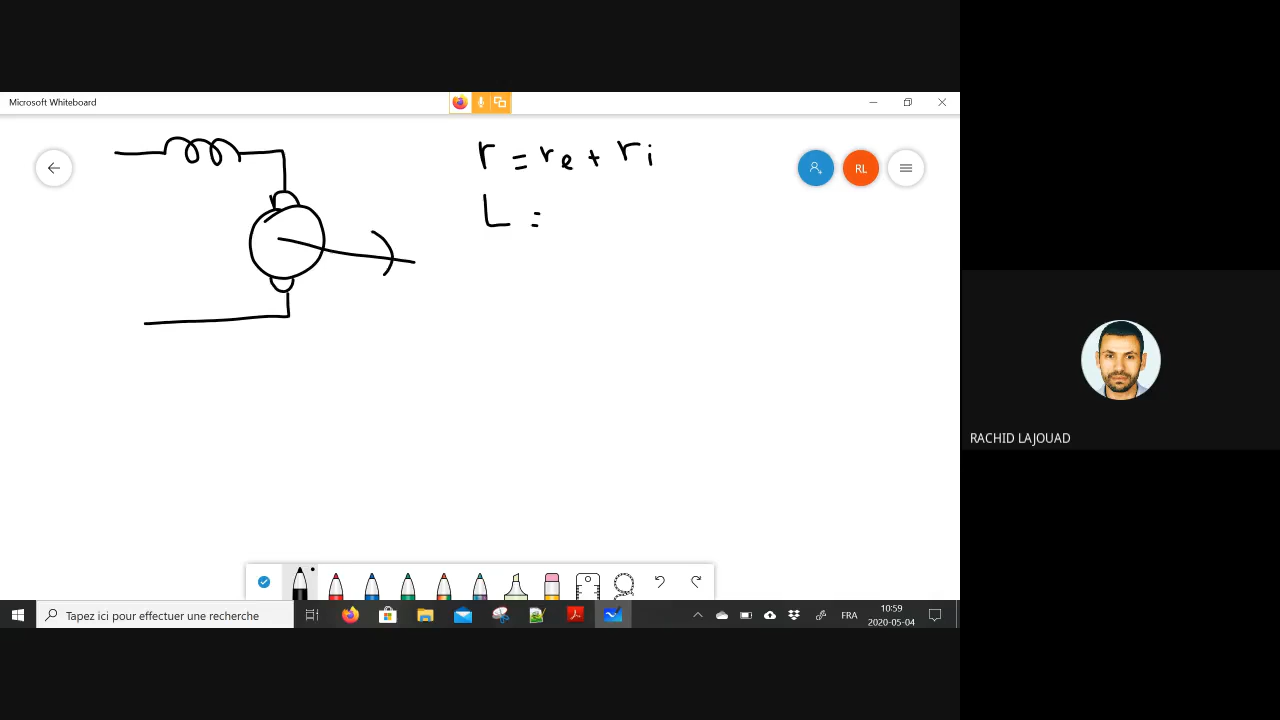 Microsoft Whiteboard
r = re + ri
L =
RL
RACHID LAJOUAD
Tapez ici pour effectuer une recherche
FRA
10:59
2020-05-04